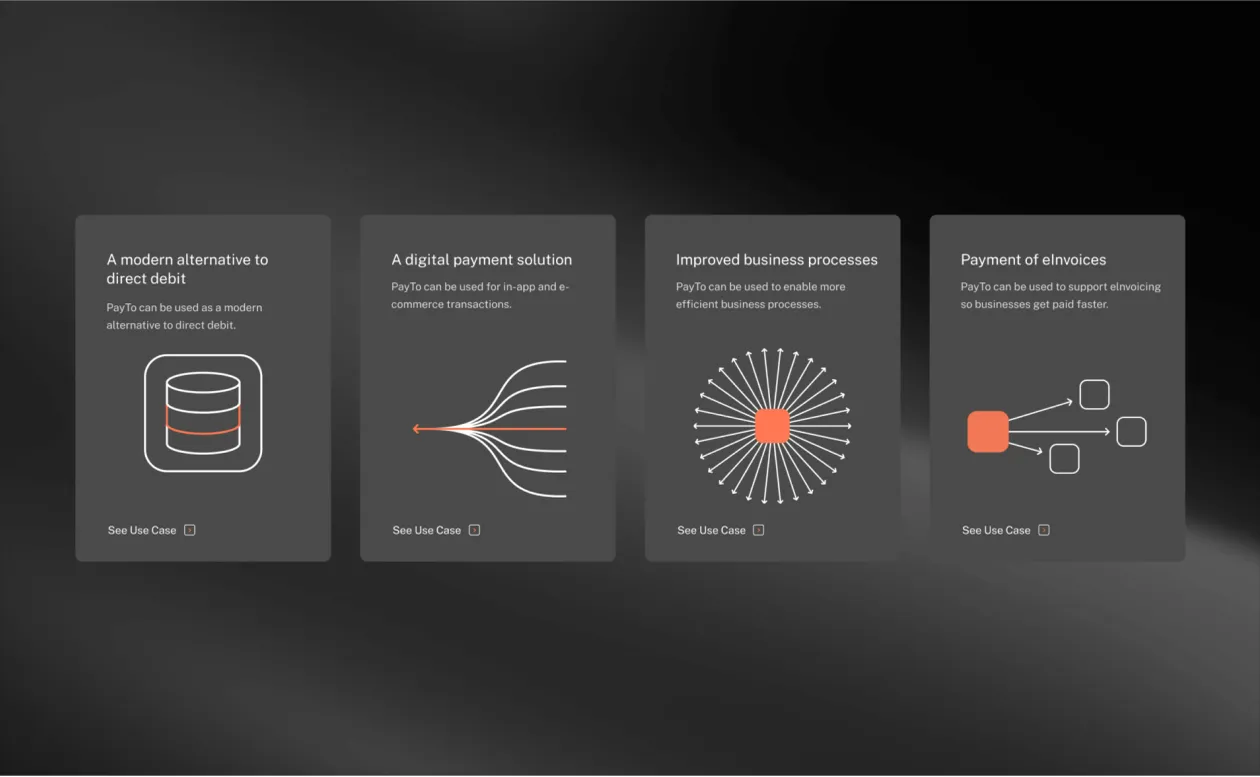 A modern alternative to
direct debit
PayTo can be used as a modern
alternative to direct debit.
See Use Case
A digital payment solution
PayTo can be used for in-app and e-
commerce transactions.
See Use Case
Improved business processes
PayTo can be used to enable more
efficient business processes.
See Use Case
Payment of eInvoices
PayTo can be used to support eInvoicing
so businesses get paid faster.
See Use Case